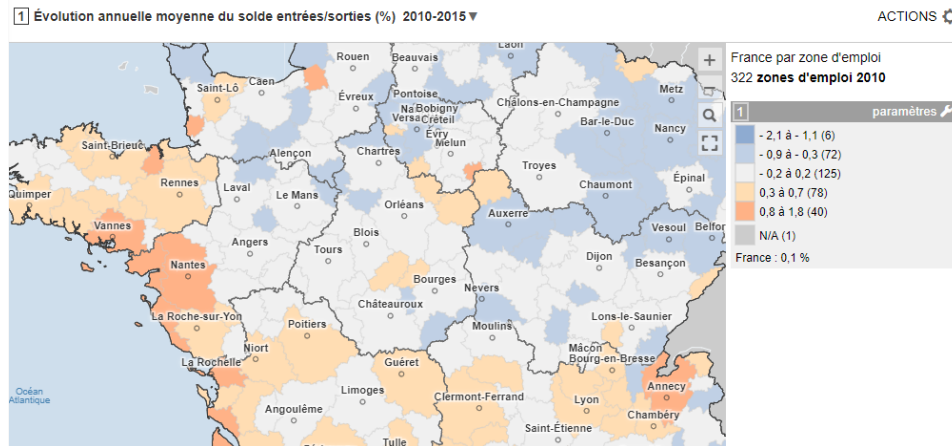 1 Évolution annuelle moyenne du solde entrées/sorties (%) 2010-2015 ▼
ACTIONS
France par zone d'emploi
322 zones d'emploi 2010
1 paramètres
- 2,1 à - 1,1 (6)
- 0,9 à - 0,3 (72)
- 0,2 à 0,2 (125)
0,3 à 0,7 (78)
0,8 à 1,8 (40)
N/A (1)
France : 0,1 %
Rouen
Beauvais
Laon
Saint-Lô
Caen
Évreux
Pontoise
Bobigny
Créteil
Évry
Melun
Châlons-en-Champagne
Metz
Bar-le-Duc
Nancy
Saint-Brieuc
Alençon
Chartres
Troyes
Chaumont
Épinal
Quimper
Rennes
Laval
Le Mans
Orléans
Auxerre
Vannes
Vesoul
Belfor
Angers
Blois
Tours
Dijon
Besançon
Nantes
Bourges
Nevers
Châteauroux
Lons-le-Saunier
La Roche-sur-Yon
Poitiers
Moulins
Niort
Mâcon
Bourg-en-Bresse
La Rochelle
Guéret
Annecy
Océan
Atlantique
Limoges
Clermont-Ferrand
Lyon
Chambéry
Angoulême
Saint-Étienne
Tulle